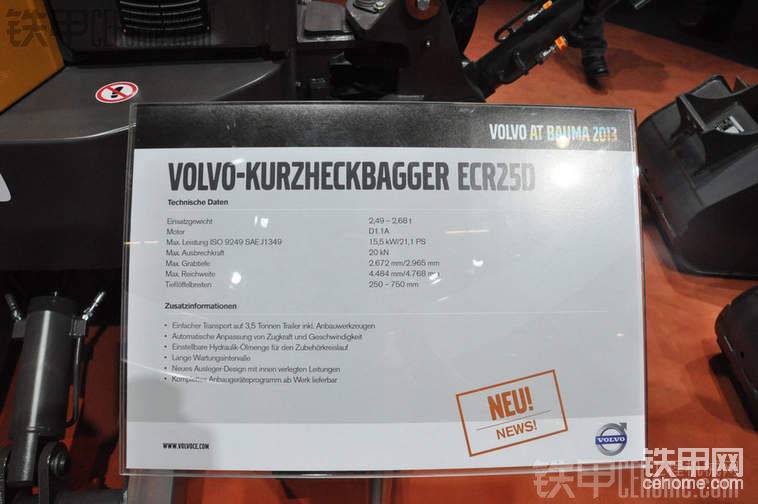 铁甲 CEhome.com
VOLVO AT BAUMA 2013
VOLVO-KURZHECKBAGGER ECR25D
Technische Daten
Einsatzgewicht 2,49 – 2,68 t
Motor D1.1A
Max. Leistung ISO 9249 SAE J1349 15,5 kW/21,1 PS
Max. Ausbrechkraft 20 kN
Max. Grabtiefe 2.672 mm/2.965 mm
Max. Reichweite 4.484 mm/4.768 mm
Tieflöffelbreiten 250 – 750 mm
Zusatzinformationen
• Einfacher Transport auf 3,5 Tonnen Trailer inkl. Anbauwerkzeugen
• Automatische Anpassung von Zugkraft und Geschwindigkeit
• Einstellbare Hydraulik-Ölmenge für den Zubehörkreislauf
• Lange Wartungsintervalle
• Neues Ausleger-Design mit innen verlegten Leitungen
• Komplettes Anbaugeräteprogramm ab Werk lieferbar
NEU!
NEWS!
WWW.VOLVOCE.COM
VOLVO
铁甲网
cehome.com